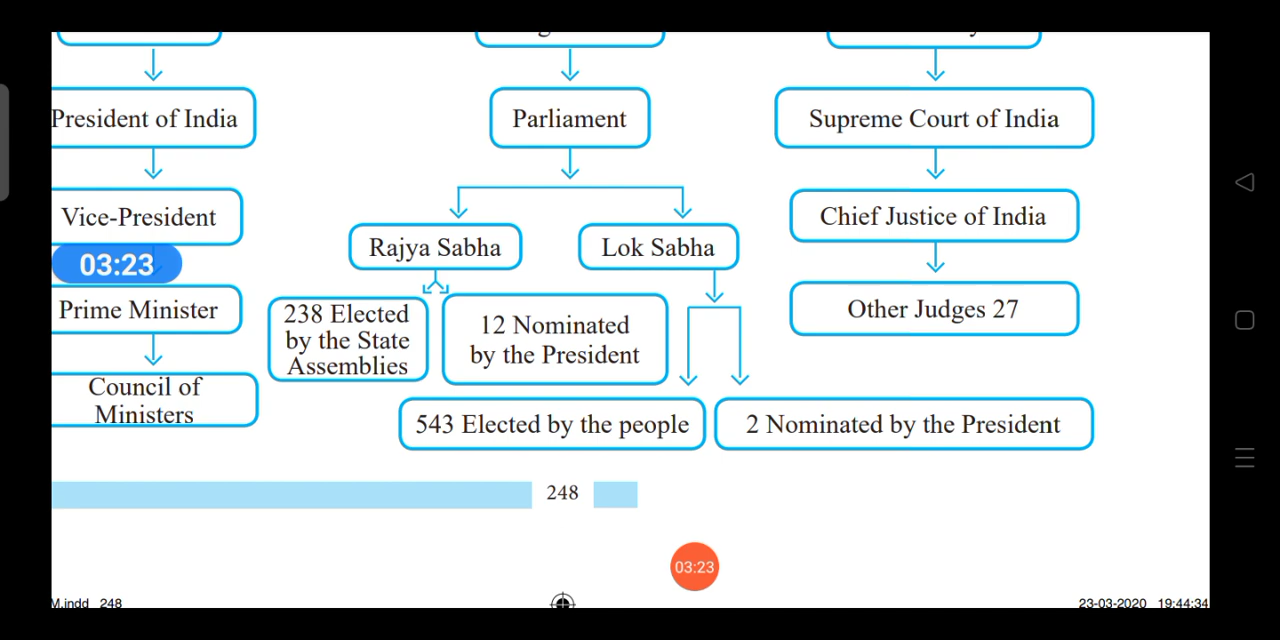 President of India
Parliament
Supreme Court of India
Vice-President
Rajya Sabha
Lok Sabha
Chief Justice of India
03:23
Prime Minister
238 Elected
by the State
Assemblies
12 Nominated
by the President
Other Judges 27
Council of
Ministers
543 Elected by the people
2 Nominated by the President
248
03:23
M.indd 248
23-03-2020 19:44:34